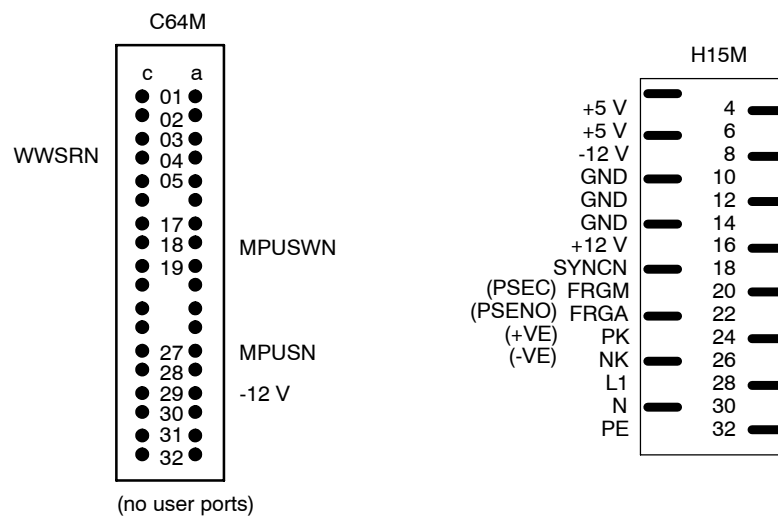 C64M
c a
01
02
03
WWSRN 04
05
17
18 MPUSWN
19
27 MPUSN
28
29 -12 V
30
31
32
(no user ports)
H15M
+5 V 4
+5 V 6
-12 V 8
GND 10
GND 12
GND 14
+12 V 16
SYNCN 18
(PSEC) FRGM 20
(PSENO) FRGA 22
(+VE) PK 24
(-VE) NK 26
L1 28
N 30
PE 32